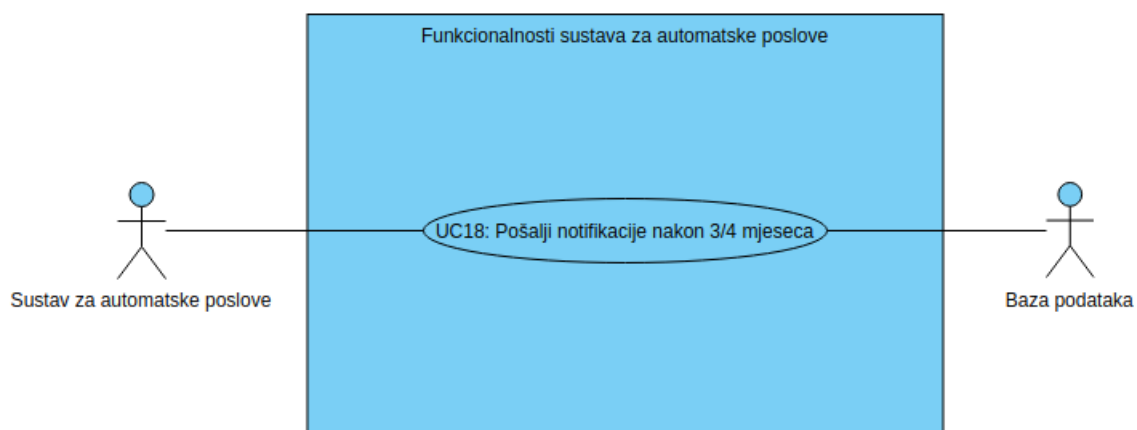 Funkcionalnosti sustava za automatske poslove
UC18: Pošalji notifikacije nakon 3/4 mjeseca
Sustav za automatske poslove
Baza podataka